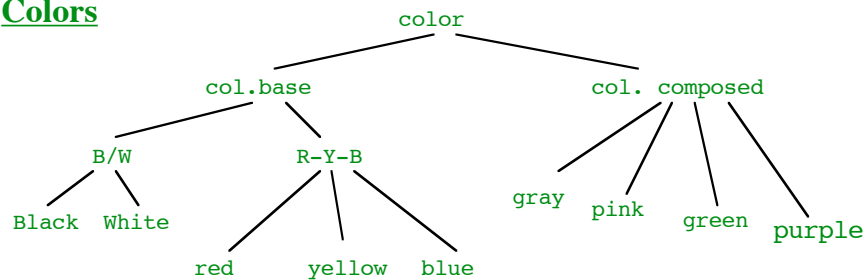 Colors
color
col.base
col. composed
B/W
R-Y-B
gray
pink
green
purple
Black
White
red
yellow
blue